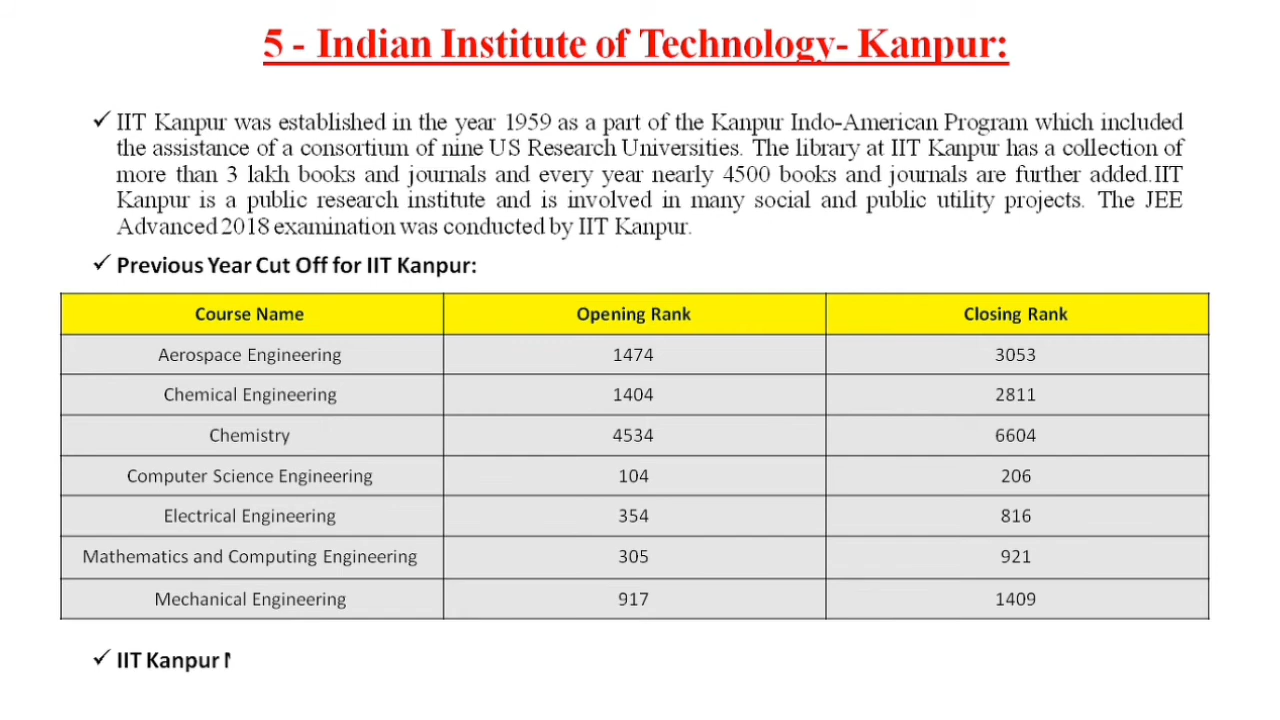 5 - Indian Institute of Technology- Kanpur:
✓ IIT Kanpur was established in the year 1959 as a part of the Kanpur Indo-American Program which included
the assistance of a consortium of nine US Research Universities. The library at IIT Kanpur has a collection of
more than 3 lakh books and journals and every year nearly 4500 books and journals are further added.IIT
Kanpur is a public research institute and is involved in many social and public utility projects. The JEE
Advanced 2018 examination was conducted by IIT Kanpur.
✓ Previous Year Cut Off for IIT Kanpur:
Course Name Opening Rank Closing Rank
Aerospace Engineering 1474 3053
Chemical Engineering 1404 2811
Chemistry 4534 6604
Computer Science Engineering 104 206
Electrical Engineering 354 816
Mathematics and Computing Engineering 305 921
Mechanical Engineering 917 1409
✓ IIT Kanpur